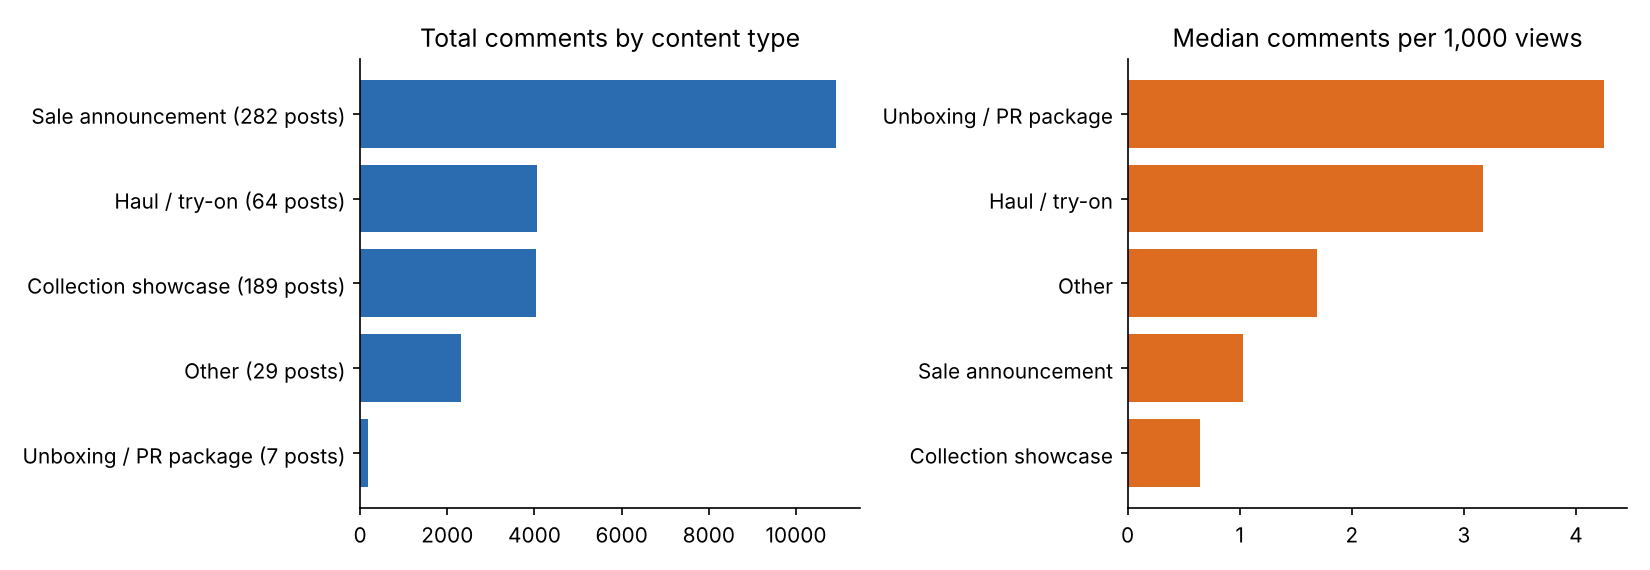 Total comments by content type
Sale announcement (282 posts)
Haul / try-on (64 posts)
Collection showcase (189 posts)
Other (29 posts)
Unboxing / PR package (7 posts)
0 2000 4000 6000 8000 10000
Median comments per 1,000 views
Unboxing / PR package
Haul / try-on
Other
Sale announcement
Collection showcase
0 1 2 3 4